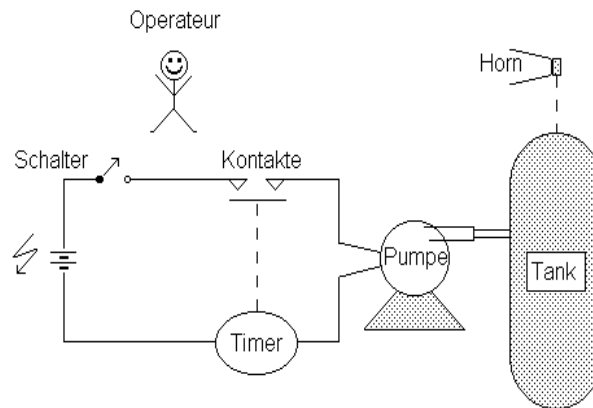 Operateur
Horn
Schalter
Kontakte
Pumpe
Tank
Timer